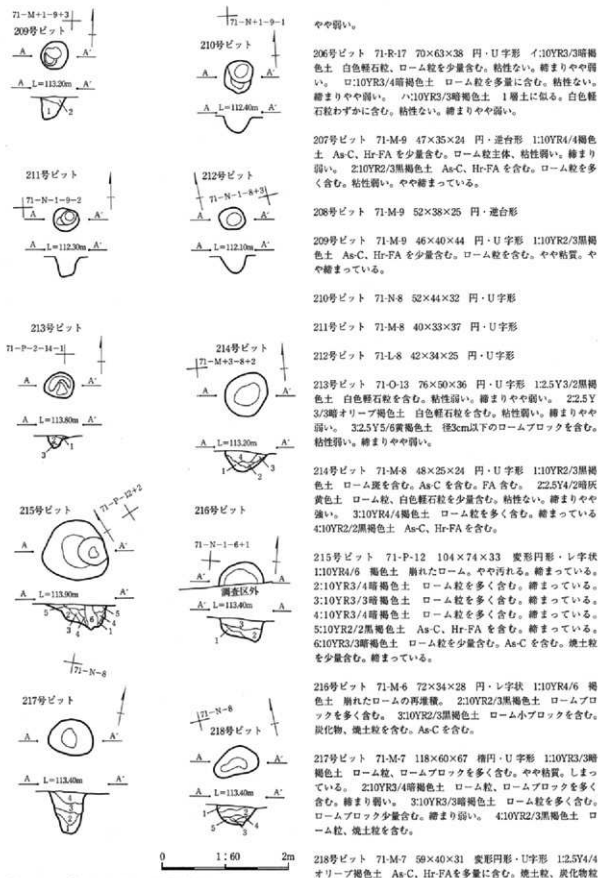 71-M+1-9+3
209号ピット
A A'
A L=113.20m A'
1 2
71-N+1-9-1
210号ピット
A A'
A L=112.40m A'
211号ピット
71-N-1-9-2
A A'
A L=112.30m A'
212号ピット
71-N-1-8+3
A A'
A L=112.10m A'
213号ピット
71-P-2-14-1
A A'
A L=113.80m A'
3 1
214号ピット
71-M+3-8+2
A A'
A L=113.20m A'
4
3 2 1
215号ピット
71-P-12+2
A A'
A L=113.90m A'
216号ピット
71-N-1-6+1
A A'
調査区外
A L=113.40m A'
3 1 2
71-N-8
217号ピット
A A'
A L=113.40m A'
4
3
2
71-N-8
218号ピット
A A'
A L=113.40m A'
0 1:60 2m
やや弱い。
206号ピット 71-R-17 70×63×38 円・U字形 イ:10YR3/3暗褐
色土 白色軽石粒、ローム粒を少量含む。粘性ない。締まりやや弱
い。 ロ:10YR3/4暗褐色土 ローム粒を多量に含む。粘性ない。
締まりやや弱い。 ハ:10YR3/3暗褐色土 1層土に似る。白色軽
石粒わずかに含む。粘性ない。締まりやや弱い。
207号ピット 71-M-9 47×35×24 円・逆台形 1:10YR4/4褐色
土 As-C、Hr-FAを少量含む。ローム粒主体、粘性弱い。締まり
弱い。 2:10YR2/3黒褐色土 As-C、Hr-FAを含む。ローム粒を多
く含む。粘性弱い。やや締まっている。
208号ピット 71-M-9 52×38×25 円・逆台形
209号ピット 71-M-9 46×40×44 円・U字形 1:10YR2/3黒褐
色土 As-C、Hr-FAを少量含む。ローム粒を含む。やや粘質。や
や締まっている。
210号ピット 71-N-8 52×44×32 円・U字形
211号ピット 71-M-8 40×33×37 円・U字形
212号ピット 71-L-8 42×34×25 円・U字形
213号ピット 71-O-13 76×50×36 円・U字形 1:2.5Y3/2黒褐
色土 白色軽石粒を含む。粘性弱い。締まりやや弱い。 2:2.5Y
3/3暗オリーブ褐色土 白色軽石粒を含む。粘性弱い。締まりやや
弱い。 3:2.5Y5/6黄褐色土 径3cm以下のロームブロックを含む。
粘性弱い。締まりやや弱い。
214号ピット 71-M-8 48×25×24 円・U字形 1:10YR2/3黒褐
色土 ローム斑を含む。As-Cを含む。FA含む。 2:2.5Y4/2暗灰
黄色土 ローム粒、白色軽石粒を少量含む。粘性ない。締まりやや
強い。 3:10YR4/4褐色土 ローム粒を多く含む。締まっている
4:10YR2/2黒褐色土 As-C、Hr-FAを含む。
215号ピット 71-P-12 104×74×33 変形円形・レ字状
1:10YR4/6 褐色土 崩れたローム。やや汚れる。締まっている。
2:10YR3/4暗褐色土 ローム粒を多く含む。締まっている。
3:10YR3/3暗褐色土 ローム粒を多く含む。締まっている。
4:10YR3/4暗褐色土 ローム粒を多く含む。締まっている。
5:10YR2/2黒褐色土 As-C、Hr-FAを含む。締まっている。
6:10YR3/3暗褐色土 ローム粒を少量含む。As-Cを含む。焼土粒
を少量含む。締まっている。
216号ピット 71-M-6 72×34×28 円・レ字状 1:10YR4/6 褐
色土 崩れたロームの再堆積。 2:10YR2/3黒褐色土 ロームブロ
ックを多く含む。 3:10YR2/3黒褐色土 ローム小ブロックを含む。
炭化物、焼土粒を含む。As-Cを含む。
217号ピット 71-M-7 118×60×67 楕円・U字形 1:10YR3/3暗
褐色土 ローム粒、ロームブロックを多く含む。やや粘質。しまっ
ている。 2:10YR3/4暗褐色土 ローム粒、ロームブロックを多く
含む。締まり弱い。 3:10YR3/3暗褐色土 ローム粒を多く含む。
ロームブロック少量含む。締まり弱い。 4:10YR2/3黒褐色土 ロ
ーム粒、焼土粒を含む。
218号ピット 71-M-7 59×40×31 変形円形・U字形 1:2.5Y4/4
オリーブ褐色土 As-C、Hr-FAを多量に含む。焼土粒、炭化物粒